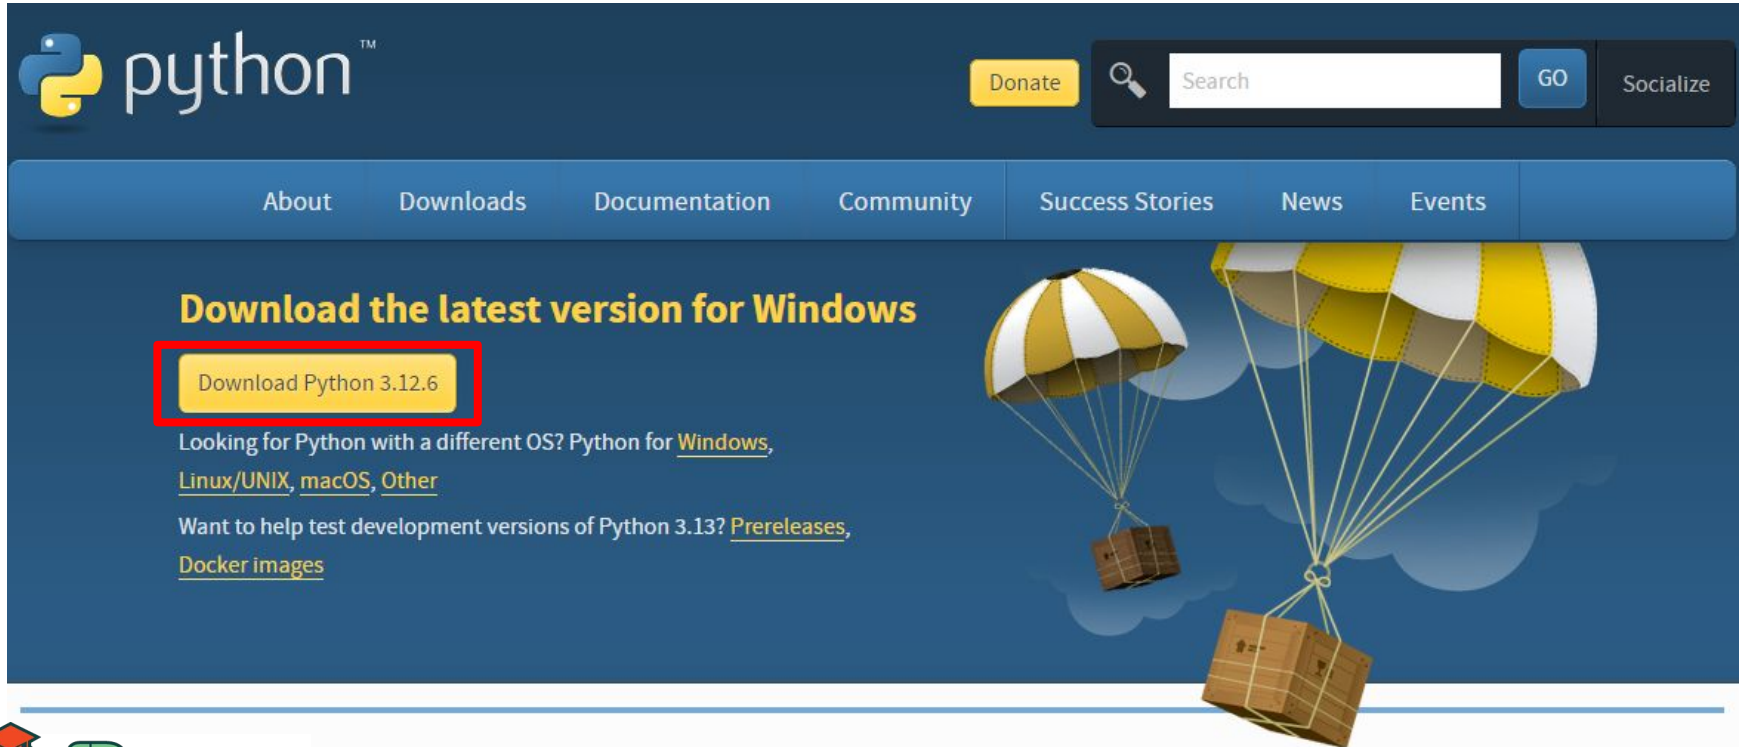 python™
Donate
Search
GO
Socialize
About
Downloads
Documentation
Community
Success Stories
News
Events
Download the latest version for Windows
Download Python 3.12.6
Looking for Python with a different OS? Python for Windows,
Linux/UNIX, macOS, Other
Want to help test development versions of Python 3.13? Prereleases,
Docker images